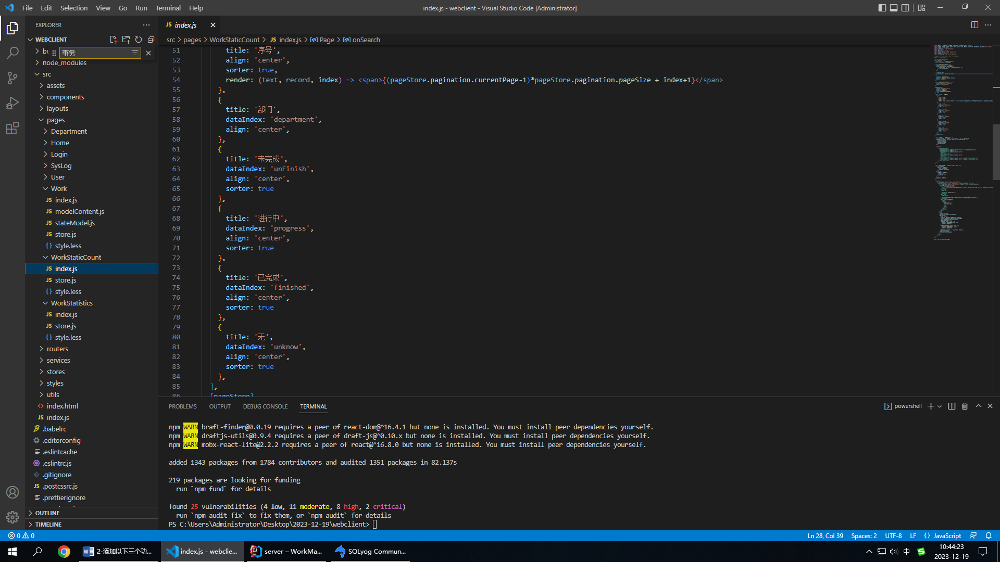 File Edit Selection View Go Run Terminal Help
index.js - webclient - Visual Studio Code [Administrator]
EXPLORER
WEBCLIENT
bu
事务
node_modules
src
assets
components
layouts
pages
Department
Home
Login
SysLog
User
Work
JS index.js
JS modelContent.js
JS stateModel.js
JS store.js
{} style.less
WorkStaticCount
JS index.js
JS store.js
{} style.less
WorkStatistics
JS index.js
JS store.js
{} style.less
routers
services
stores
styles
utils
<> index.html
JS index.js
.babelrc
.editorconfig
.eslintcache
.eslintrc.js
.gitignore
JS .postcssrc.js
.prettierignore
OUTLINE
TIMELINE
JS index.js
src > pages > WorkStaticCount > JS index.js > Page > onSearch
51 title: '序号',
52 align: 'center',
53 sorter: true,
54 render: (text, record, index) => <span>{(pageStore.pagination.currentPage-1)*pageStore.pagination.pageSize + index+1}</span>
55 },
56 {
57 title: '部门',
58 dataIndex: 'department',
59 align: 'center',
60 },
61 {
62 title: '未完成',
63 dataIndex: 'unFinish',
64 align: 'center',
65 sorter: true
66 },
67 {
68 title: '进行中',
69 dataIndex: 'progress',
70 align: 'center',
71 sorter: true
72 },
73 {
74 title: '已完成',
75 dataIndex: 'finished',
76 align: 'center',
77 sorter: true
78 },
79 {
80 title: '无',
81 dataIndex: 'unknow',
82 align: 'center',
83 sorter: true
84 },
85 ],
86 [pageStore]
PROBLEMS OUTPUT DEBUG CONSOLE TERMINAL
powershell
npm WARN braft-finder@0.0.19 requires a peer of react-dom@^16.4.1 but none is installed. You must install peer dependencies yourself.
npm WARN draftjs-utils@0.9.4 requires a peer of draft-js@^0.10.x but none is installed. You must install peer dependencies yourself.
npm WARN mobx-react-lite@2.2.2 requires a peer of react@^16.8.0 but none is installed. You must install peer dependencies yourself.
added 1343 packages from 1784 contributors and audited 1351 packages in 82.137s
219 packages are looking for funding
run `npm fund` for details
found 25 vulnerabilities (4 low, 11 moderate, 8 high, 2 critical)
run `npm audit fix` to fix them, or `npm audit` for details
PS C:\Users\Administrator\Desktop\2023-12-19\webclient>
0 0
Ln 28, Col 39 Spaces: 2 UTF-8 LF {} JavaScript
2-添加以下三个功...
index.js - webclie...
server – WorkMa...
SQLyog Commun...
中
10:44:23
2023-12-19